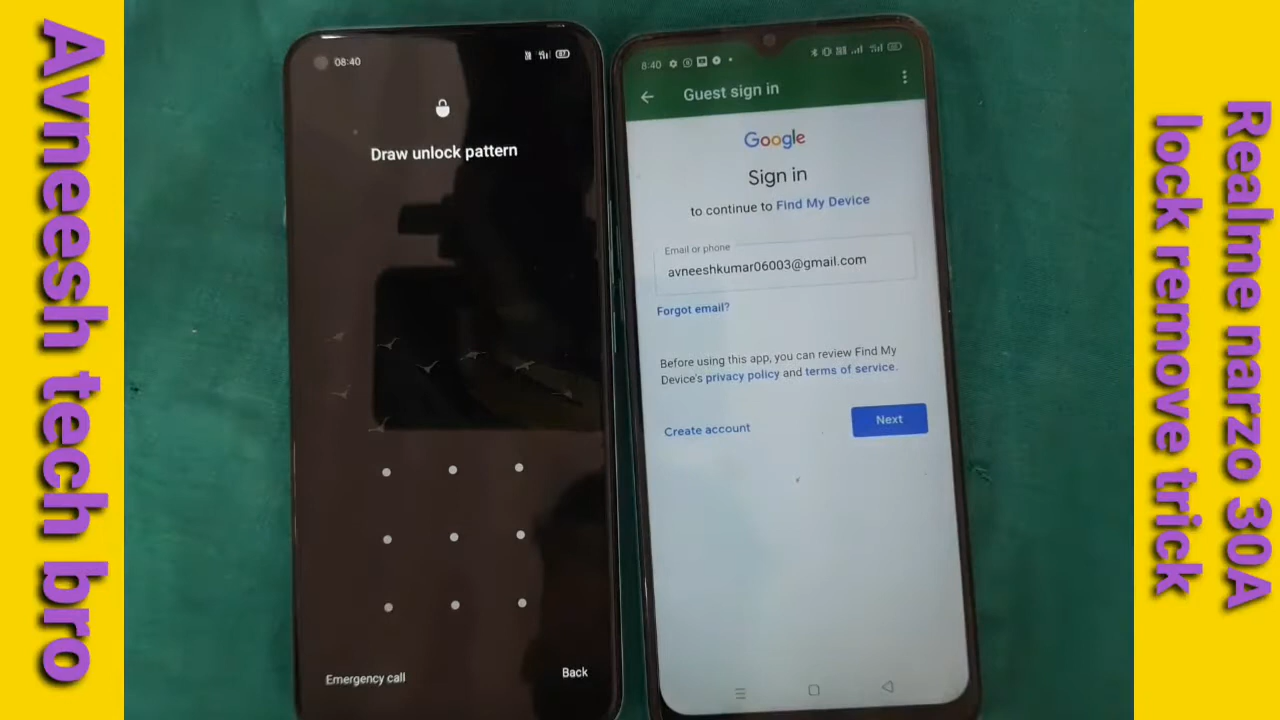 Avneesh tech bro
08:40
Draw unlock pattern
Emergency call
Back
8:40
Guest sign in
Google
Sign in
to continue to Find My Device
Email or phone
avneeshkumar06003@gmail.com
Forgot email?
Before using this app, you can review Find My
Device's privacy policy and terms of service.
Create account
Next
Realme narzo 30A
lock remove trick